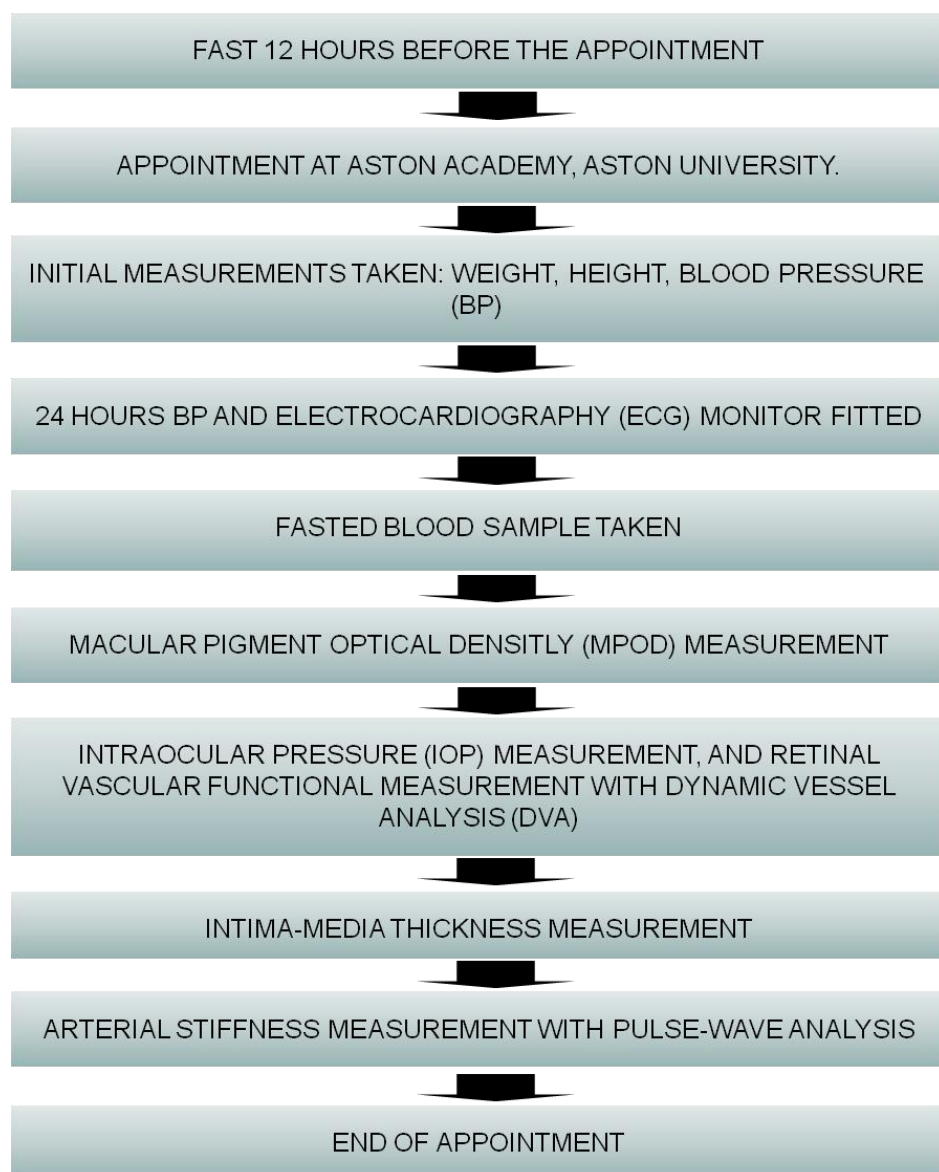 FAST 12 HOURS BEFORE THE APPOINTMENT
APPOINTMENT AT ASTON ACADEMY, ASTON UNIVERSITY.
INITIAL MEASUREMENTS TAKEN: WEIGHT, HEIGHT, BLOOD PRESSURE
(BP)
24 HOURS BP AND ELECTROCARDIOGRAPHY (ECG) MONITOR FITTED
FASTED BLOOD SAMPLE TAKEN
MACULAR PIGMENT OPTICAL DENSITLY (MPOD) MEASUREMENT
INTRAOCULAR PRESSURE (IOP) MEASUREMENT, AND RETINAL
VASCULAR FUNCTIONAL MEASUREMENT WITH DYNAMIC VESSEL
ANALYSIS (DVA)
INTIMA-MEDIA THICKNESS MEASUREMENT
ARTERIAL STIFFNESS MEASUREMENT WITH PULSE-WAVE ANALYSIS
END OF APPOINTMENT